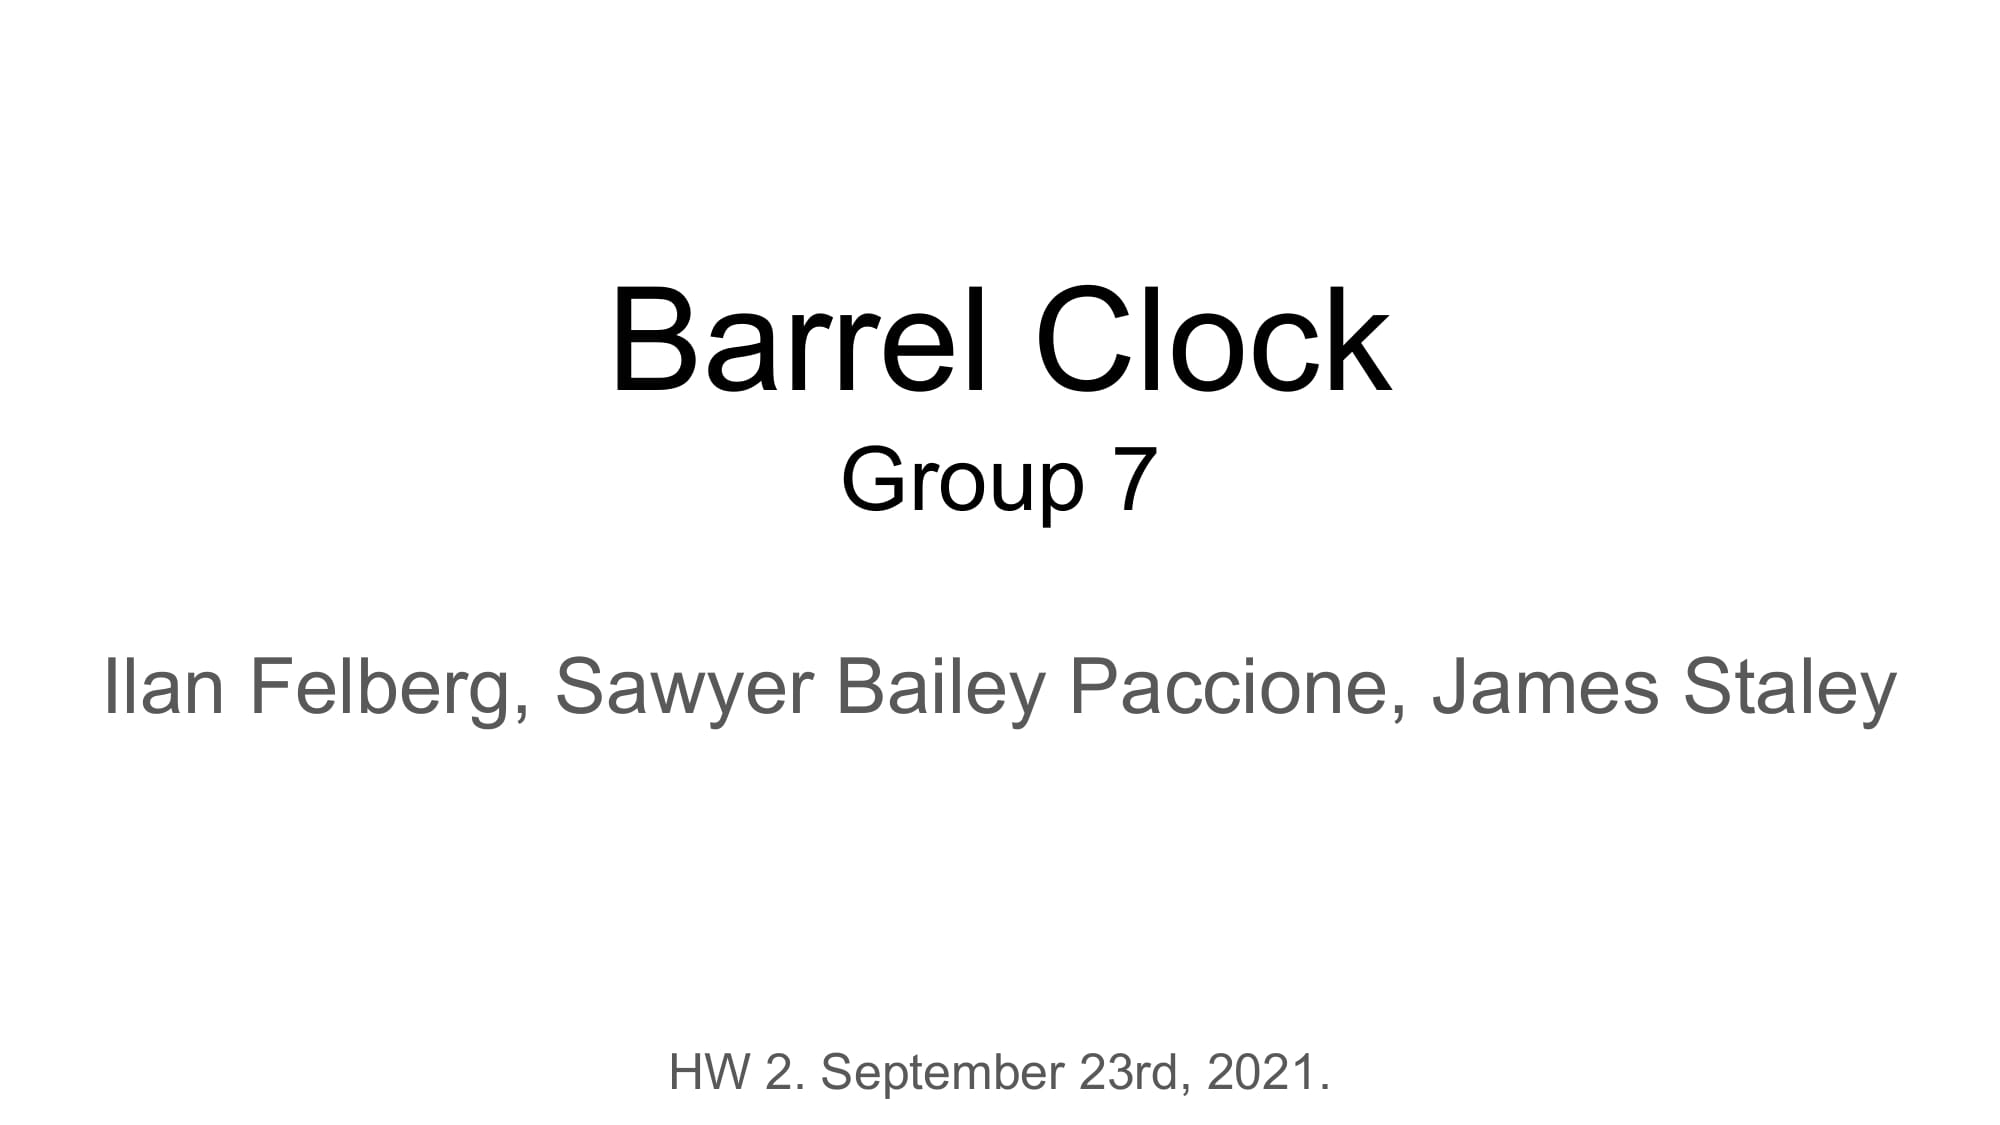 Barrel Clock
Group 7
Ilan Felberg, Sawyer Bailey Paccione, James Staley
HW 2. September 23rd, 2021.